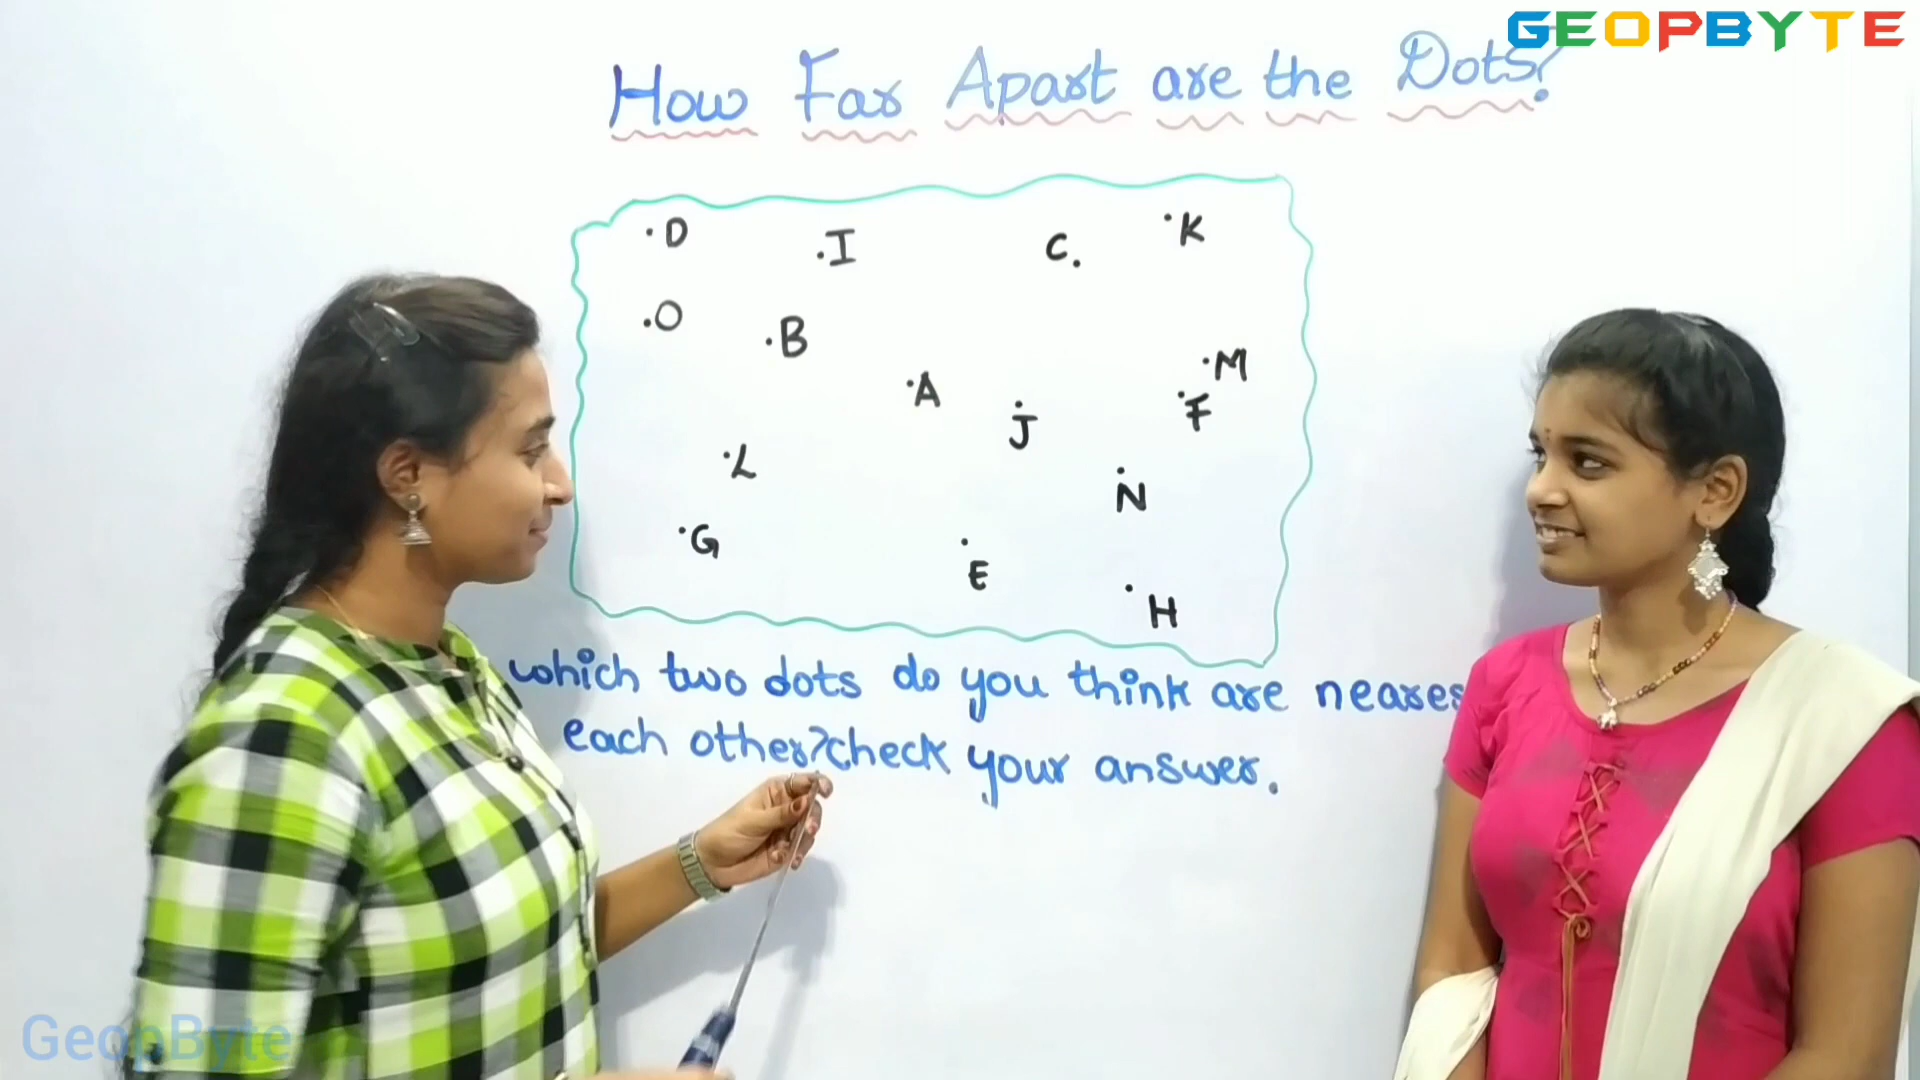 GEOPBYTE
How Far Apart are the Dots?
.D .I C. .K
.O .B
.M
.A J .F
.L
N
.G E
H
which two dots do you think are neares
each other? check your answer.
GeopByte